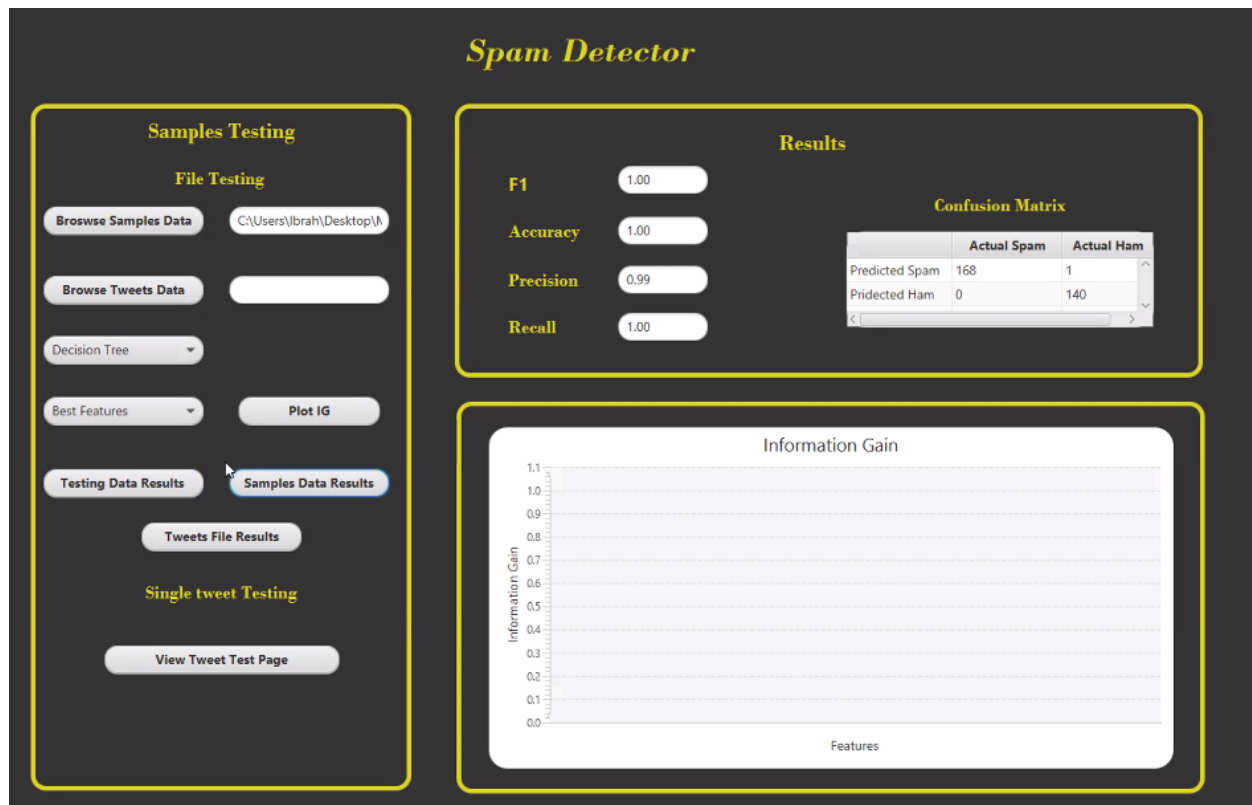 Spam Detector
Samples Testing
File Testing
Broswse Samples Data
C:\Users\Ibrah\Desktop\
Browse Tweets Data
Decision Tree
Best Features
Plot IG
Testing Data Results
Samples Data Results
Tweets File Results
Single tweet Testing
View Tweet Test Page
Results
F1
1.00
Accuracy
1.00
Precision
0.99
Recall
1.00
Confusion Matrix
Actual Spam Actual Ham
Predicted Spam 168 1
Pridected Ham 0 140
Information Gain
1.1
1.0
0.9
0.8
0.7
0.6
0.5
0.4
0.3
0.2
0.1
0.0
Information Gain
Features